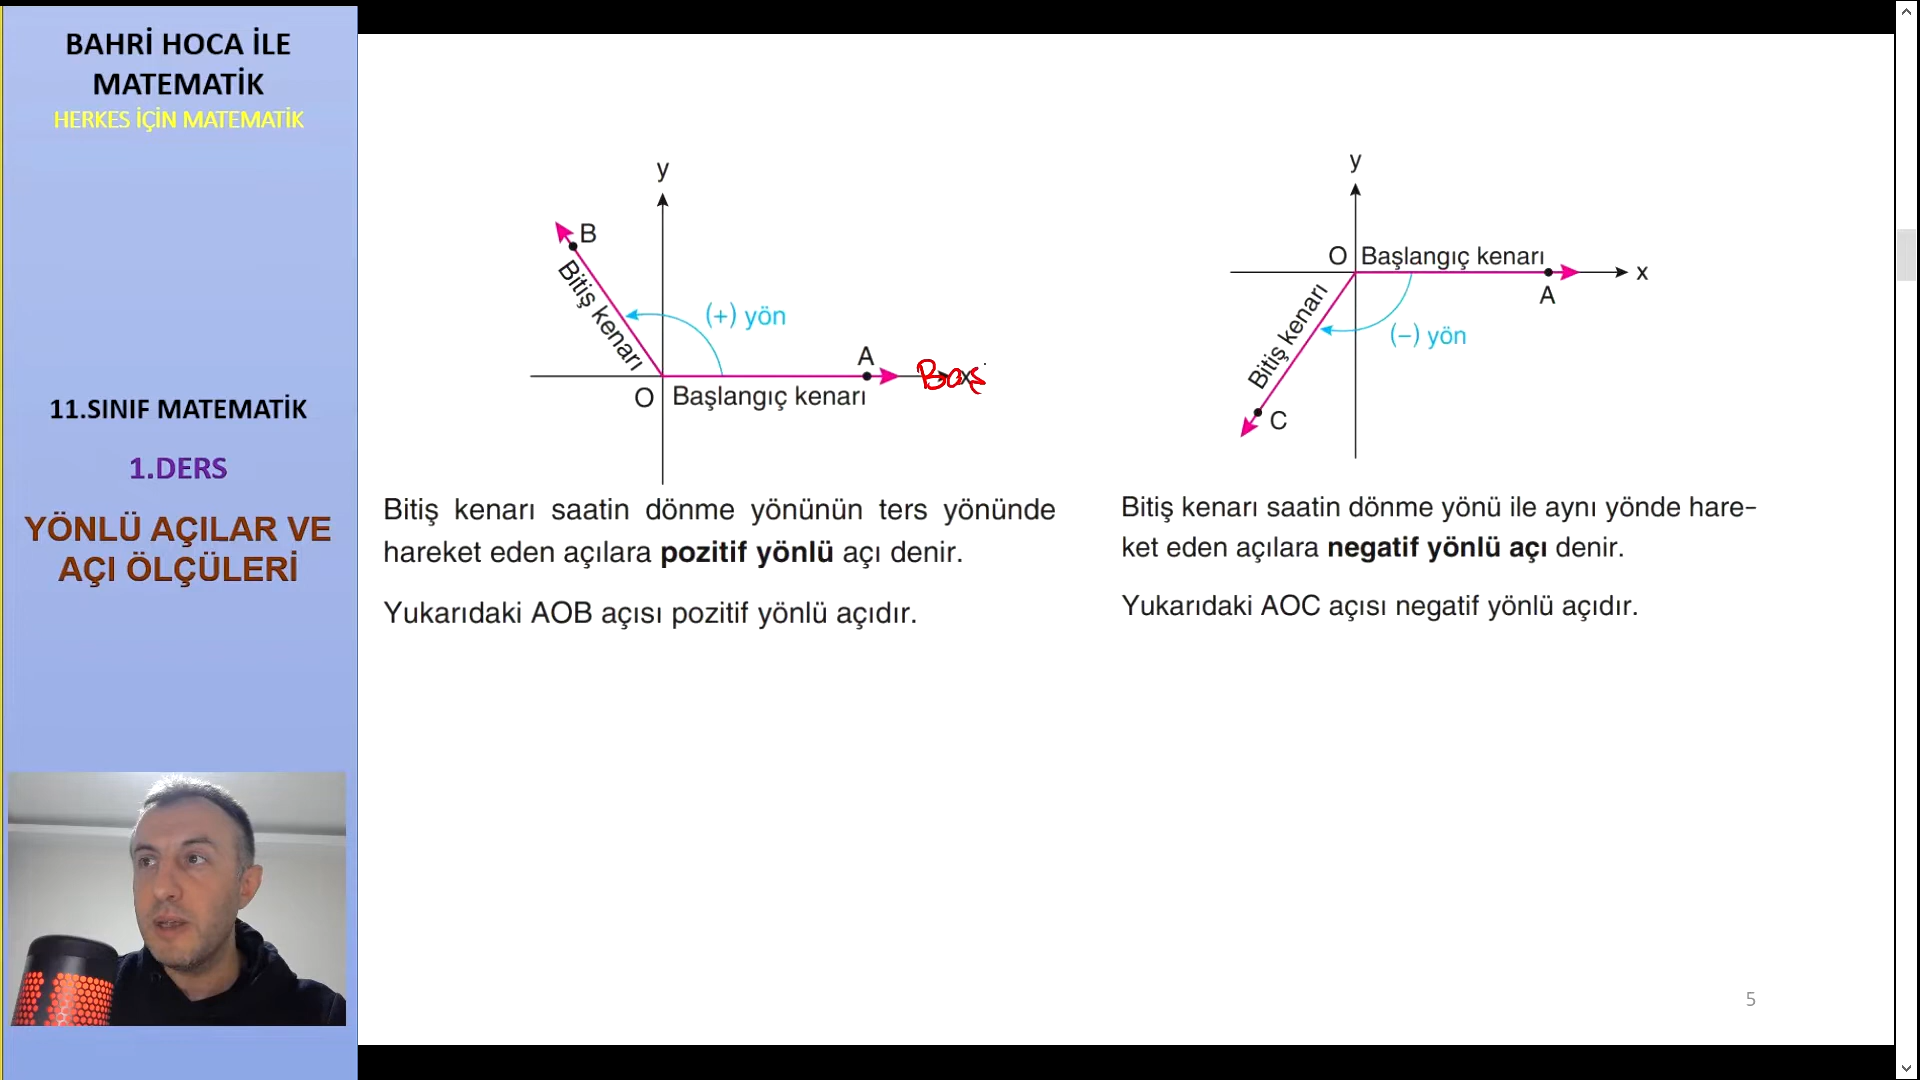 BAHRİ HOCA İLE
MATEMATİK
HERKES İÇİN MATEMATİK
11.SINIF MATEMATİK
1.DERS
YÖNLÜ AÇILAR VE
AÇI ÖLÇÜLERİ
y
B
Bitiş kenarı
(+) yön
A
Baş
x
O
Başlangıç kenarı
Bitiş kenarı saatin dönme yönünün ters yönünde
hareket eden açılara pozitif yönlü açı denir.
Yukarıdaki AOB açısı pozitif yönlü açıdır.
y
O
Başlangıç kenarı
x
A
Bitiş kenarı
(−) yön
C
Bitiş kenarı saatin dönme yönü ile aynı yönde hare-
ket eden açılara negatif yönlü açı denir.
Yukarıdaki AOC açısı negatif yönlü açıdır.
5